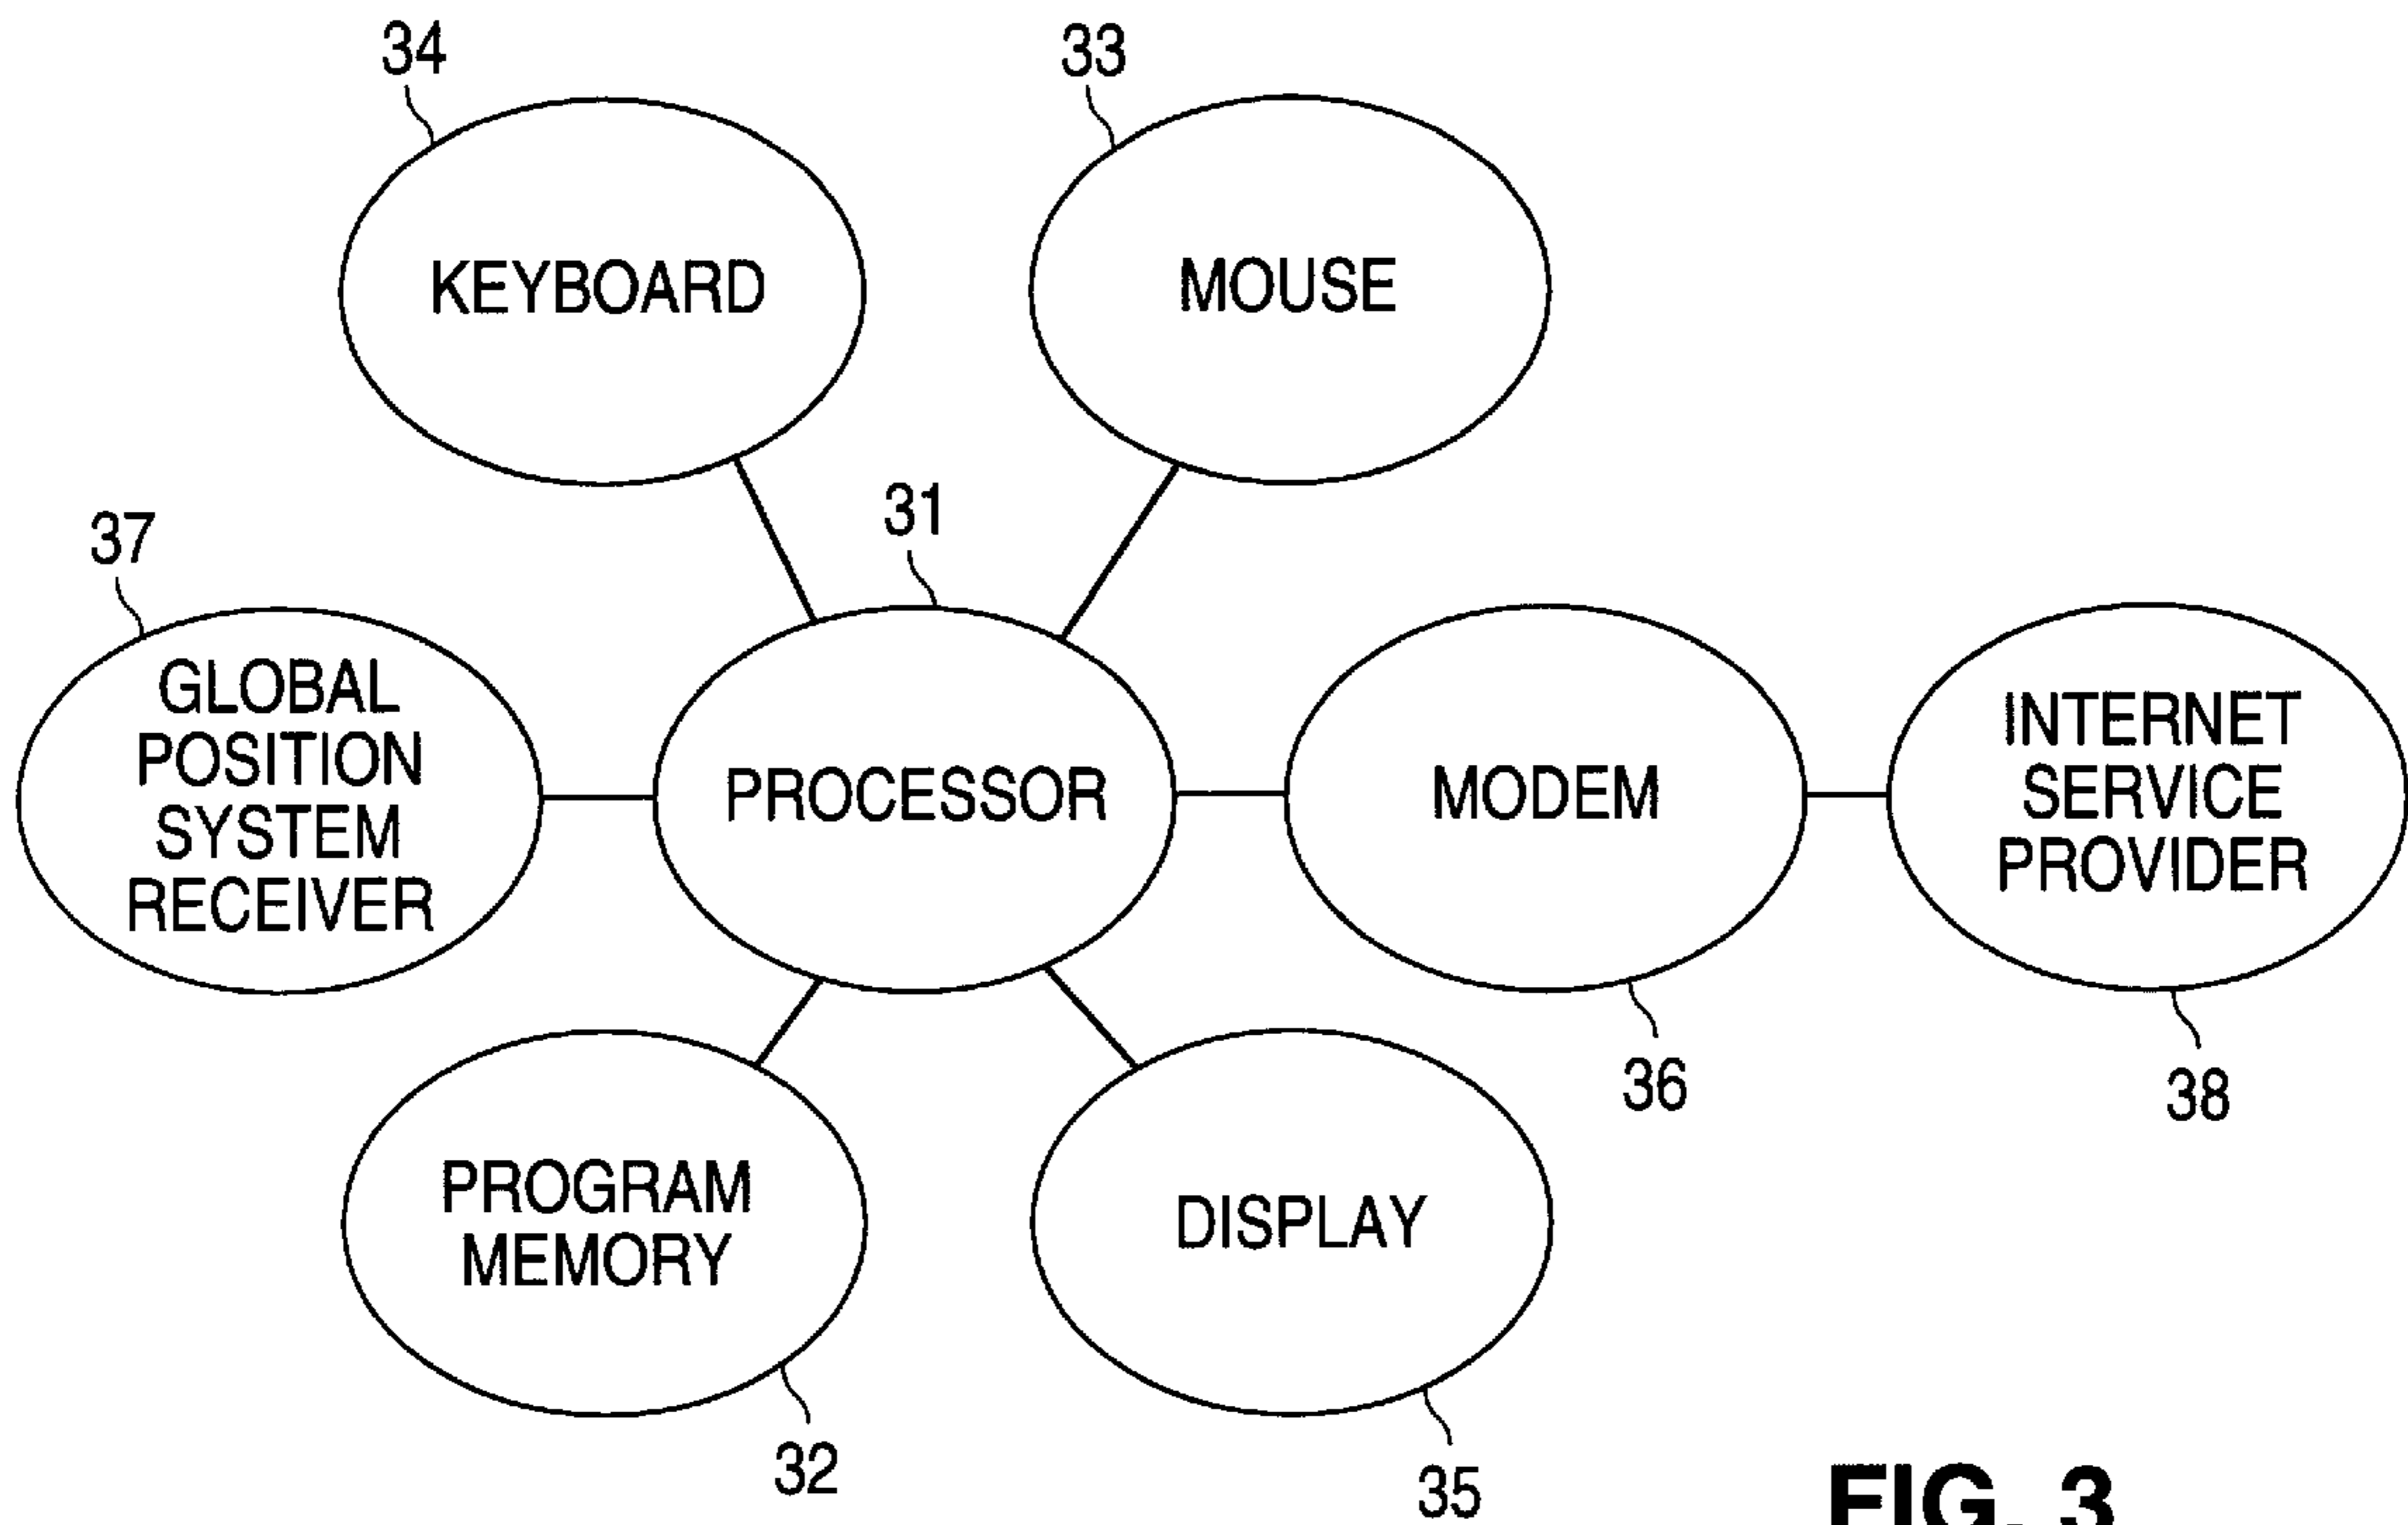 34
33
KEYBOARD
MOUSE
37
31
GLOBAL
POSITION
SYSTEM
RECEIVER
PROCESSOR
MODEM
INTERNET
SERVICE
PROVIDER
36
38
PROGRAM
MEMORY
DISPLAY
32
35
FIG. 3